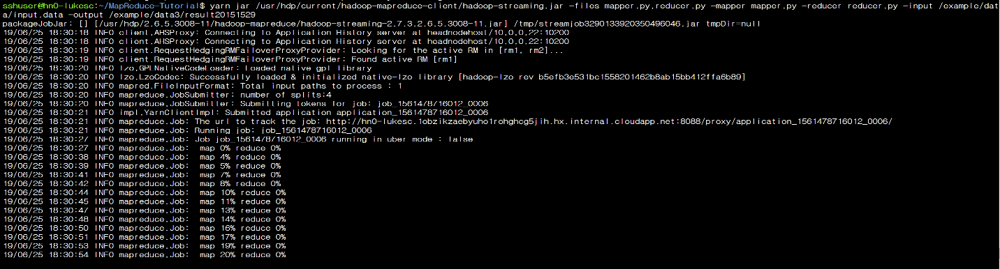 sshuser@hn0-lukesc:~/MapReduce-Tutorial$ yarn jar /usr/hdp/current/hadoop-mapreduce-client/hadoop-streaming.jar -files mapper.py,reducer.py -mapper mapper.py -reducer reducer.py -input /example/dat
a/input.data -output /example/data3/result20151529
packageJobJar: [] [/usr/hdp/2.6.5.3008-11/hadoop-mapreduce/hadoop-streaming-2.7.3.2.6.5.3008-11.jar] /tmp/streamjob3290133920350496046.jar tmpDir=null
19/06/25 18:30:18 INFO client.AHSProxy: Connecting to Application History server at headnodehost/10.0.0.22:10200
19/06/25 18:30:18 INFO client.AHSProxy: Connecting to Application History server at headnodehost/10.0.0.22:10200
19/06/25 18:30:19 INFO client.RequestHedgingRMFailoverProxyProvider: Looking for the active RM in [rm1, rm2]...
19/06/25 18:30:19 INFO client.RequestHedgingRMFailoverProxyProvider: Found active RM [rm1]
19/06/25 18:30:20 INFO lzo.GPLNativeCodeLoader: Loaded native gpl library
19/06/25 18:30:20 INFO lzo.LzoCodec: Successfully loaded & initialized native-lzo library [hadoop-lzo rev b5efb3e531bc1558201462b8ab15bb412ffa6b89]
19/06/25 18:30:20 INFO mapred.FileInputFormat: Total input paths to process : 1
19/06/25 18:30:20 INFO mapreduce.JobSubmitter: number of splits:4
19/06/25 18:30:20 INFO mapreduce.JobSubmitter: Submitting tokens for job: job_1561478716012_0006
19/06/25 18:30:21 INFO impl.YarnClientImpl: Submitted application application_1561478716012_0006
19/06/25 18:30:21 INFO mapreduce.Job: The url to track the job: http://hn0-lukesc.1obzikzaebyuho1rohghcg5jih.hx.internal.cloudapp.net:8088/proxy/application_1561478716012_0006/
19/06/25 18:30:21 INFO mapreduce.Job: Running job: job_1561478716012_0006
19/06/25 18:30:27 INFO mapreduce.Job: Job job_1561478716012_0006 running in uber mode : false
19/06/25 18:30:27 INFO mapreduce.Job:  map 0% reduce 0%
19/06/25 18:30:38 INFO mapreduce.Job:  map 4% reduce 0%
19/06/25 18:30:39 INFO mapreduce.Job:  map 5% reduce 0%
19/06/25 18:30:41 INFO mapreduce.Job:  map 7% reduce 0%
19/06/25 18:30:42 INFO mapreduce.Job:  map 8% reduce 0%
19/06/25 18:30:44 INFO mapreduce.Job:  map 10% reduce 0%
19/06/25 18:30:45 INFO mapreduce.Job:  map 11% reduce 0%
19/06/25 18:30:47 INFO mapreduce.Job:  map 13% reduce 0%
19/06/25 18:30:48 INFO mapreduce.Job:  map 14% reduce 0%
19/06/25 18:30:50 INFO mapreduce.Job:  map 16% reduce 0%
19/06/25 18:30:51 INFO mapreduce.Job:  map 17% reduce 0%
19/06/25 18:30:53 INFO mapreduce.Job:  map 19% reduce 0%
19/06/25 18:30:54 INFO mapreduce.Job:  map 20% reduce 0%